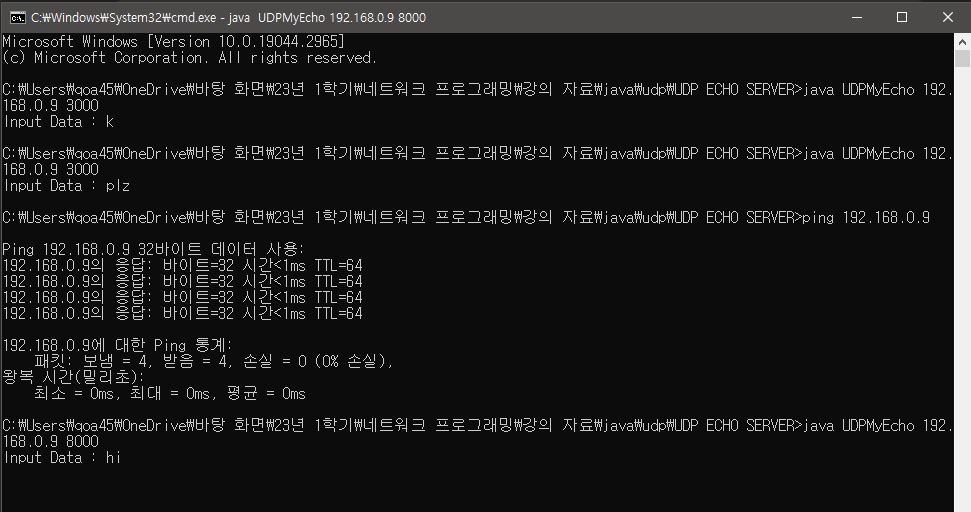 C:₩Windows₩System32₩cmd.exe - java  UDPMyEcho 192.168.0.9 8000
Microsoft Windows [Version 10.0.19044.2965]
(c) Microsoft Corporation. All rights reserved.
C:₩Users₩goa45₩OneDrive₩바탕 화면₩23년 1학기₩네트워크 프로그래밍₩강의 자료₩java₩udp₩UDP ECHO SERVER>java UDPMyEcho 192.
168.0.9 3000
Input Data : k
C:₩Users₩goa45₩OneDrive₩바탕 화면₩23년 1학기₩네트워크 프로그래밍₩강의 자료₩java₩udp₩UDP ECHO SERVER>java UDPMyEcho 192.
168.0.9 3000
Input Data : plz
C:₩Users₩goa45₩OneDrive₩바탕 화면₩23년 1학기₩네트워크 프로그래밍₩강의 자료₩java₩udp₩UDP ECHO SERVER>ping 192.168.0.9
Ping 192.168.0.9 32바이트 데이터 사용:
192.168.0.9의 응답: 바이트=32 시간<1ms TTL=64
192.168.0.9의 응답: 바이트=32 시간<1ms TTL=64
192.168.0.9의 응답: 바이트=32 시간<1ms TTL=64
192.168.0.9의 응답: 바이트=32 시간<1ms TTL=64
192.168.0.9에 대한 Ping 통계:
패킷: 보냄 = 4, 받음 = 4, 손실 = 0 (0% 손실),
왕복 시간(밀리초):
최소 = 0ms, 최대 = 0ms, 평균 = 0ms
C:₩Users₩goa45₩OneDrive₩바탕 화면₩23년 1학기₩네트워크 프로그래밍₩강의 자료₩java₩udp₩UDP ECHO SERVER>java UDPMyEcho 192.
168.0.9 8000
Input Data : hi